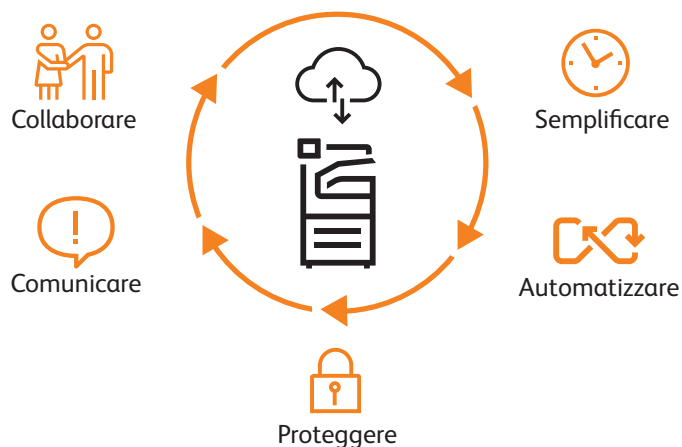 Collaborare
Semplificare
Comunicare
Automatizzare
Proteggere